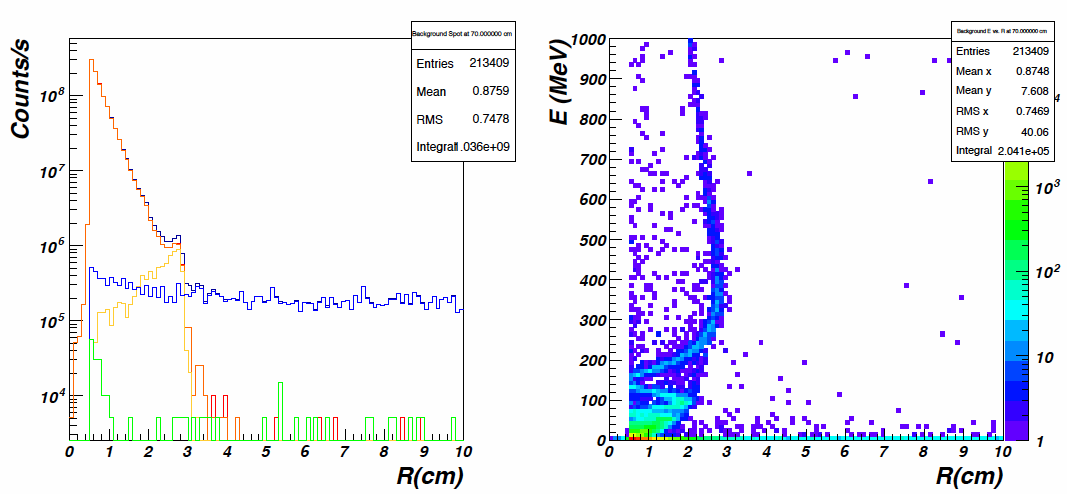 Background Spot at 70.000000 cm
Entries 213409
Mean 0.8759
RMS 0.7478
Integral 1.036e+09
Counts/s
10^8
10^7
10^6
10^5
10^4
0 1 2 3 4 5 6 7 8 9 10
R(cm)
Background E vs. R at 70.000000 cm
Entries 213409
Mean x 0.8748
Mean y 7.608
RMS x 0.7469
RMS y 40.06
Integral 2.041e+05
E (MeV)
1000
900
800
700
600
500
400
300
200
100
0
0 1 2 3 4 5 6 7 8 9 10
R(cm)
4
10^3
10^2
10
1